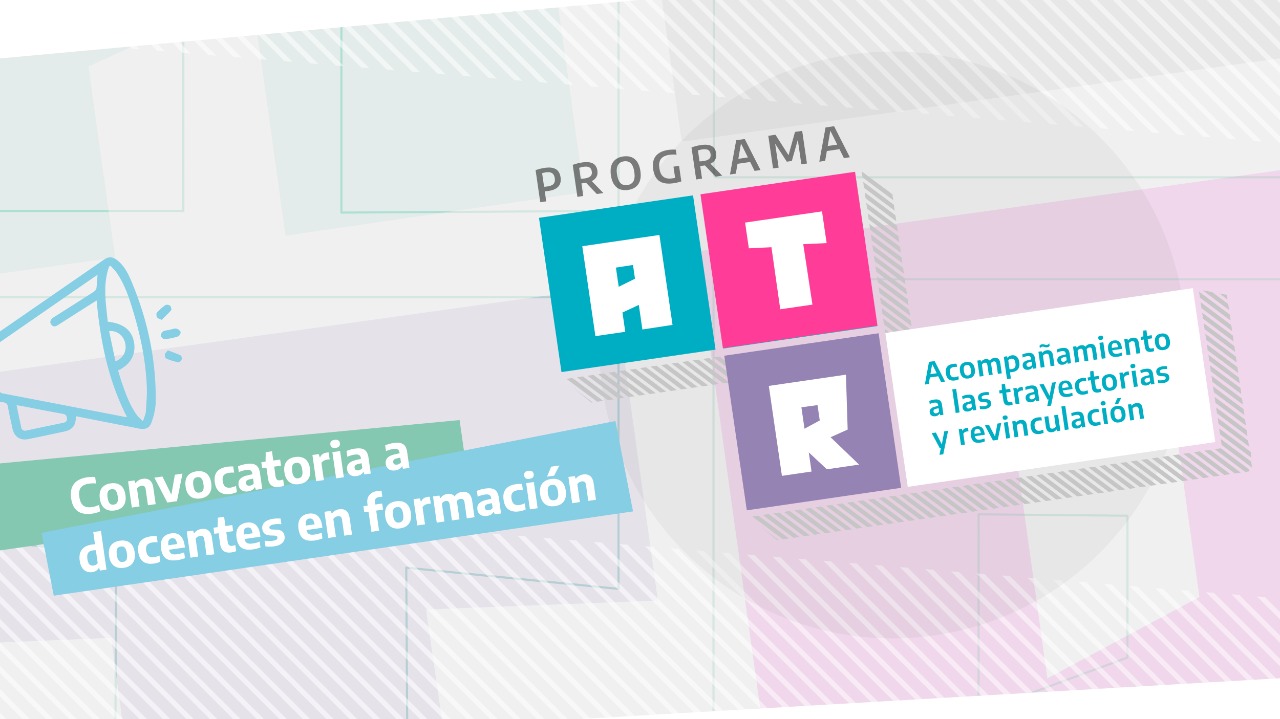 PROGRAMA
A T
R
Acompañamiento
a las trayectorias
y revinculación
Convocatoria a
docentes en formación